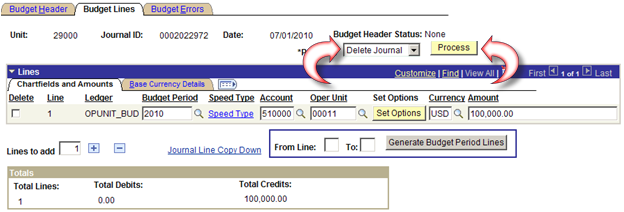 Budget Header Budget Lines Budget Errors
Unit: 29000 Journal ID: 0002022972 Date: 07/01/2010 Budget Header Status: None
*P Delete Journal Process
Lines Customize | Find | View All | First 1 of 1 Last
Chartfields and Amounts Base Currency Details
Delete Line Ledger Budget Period Speed Type Account Oper Unit Set Options Currency Amount
1 OPUNIT_BUD 2010 Speed Type 510000 00011 Set Options USD 100,000.00
Lines to add 1 Journal Line Copy Down From Line: To: Generate Budget Period Lines
Totals
Total Lines: Total Debits: Total Credits:
1 0.00 100,000.00